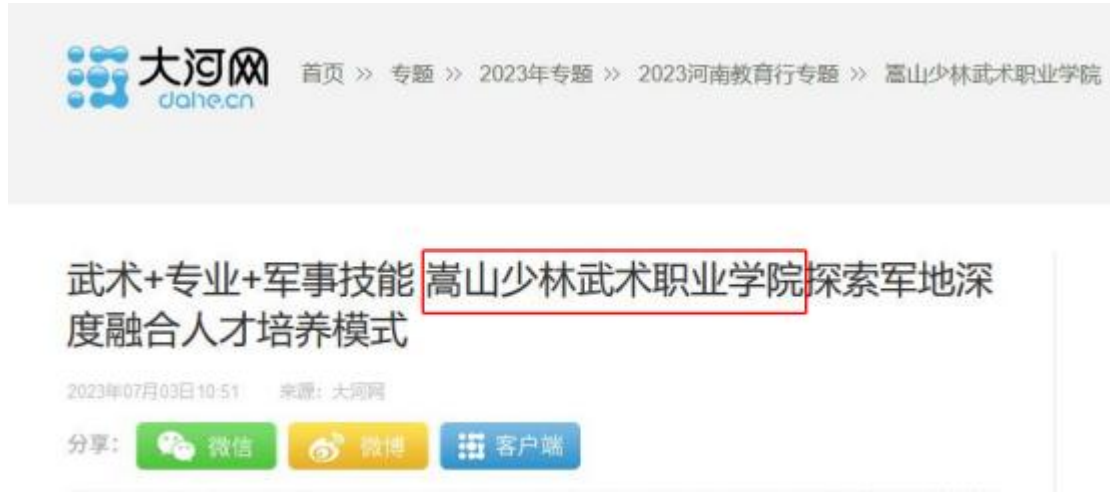 大河网
dahe.cn
首页 >> 专题 >> 2023年专题 >> 2023河南教育行专题 >> 嵩山少林武术职业学院
武术+专业+军事技能 嵩山少林武术职业学院探索军地深
度融合人才培养模式
2023年07月03日10:51 来源：大河网
分享： 微信 微博 客户端